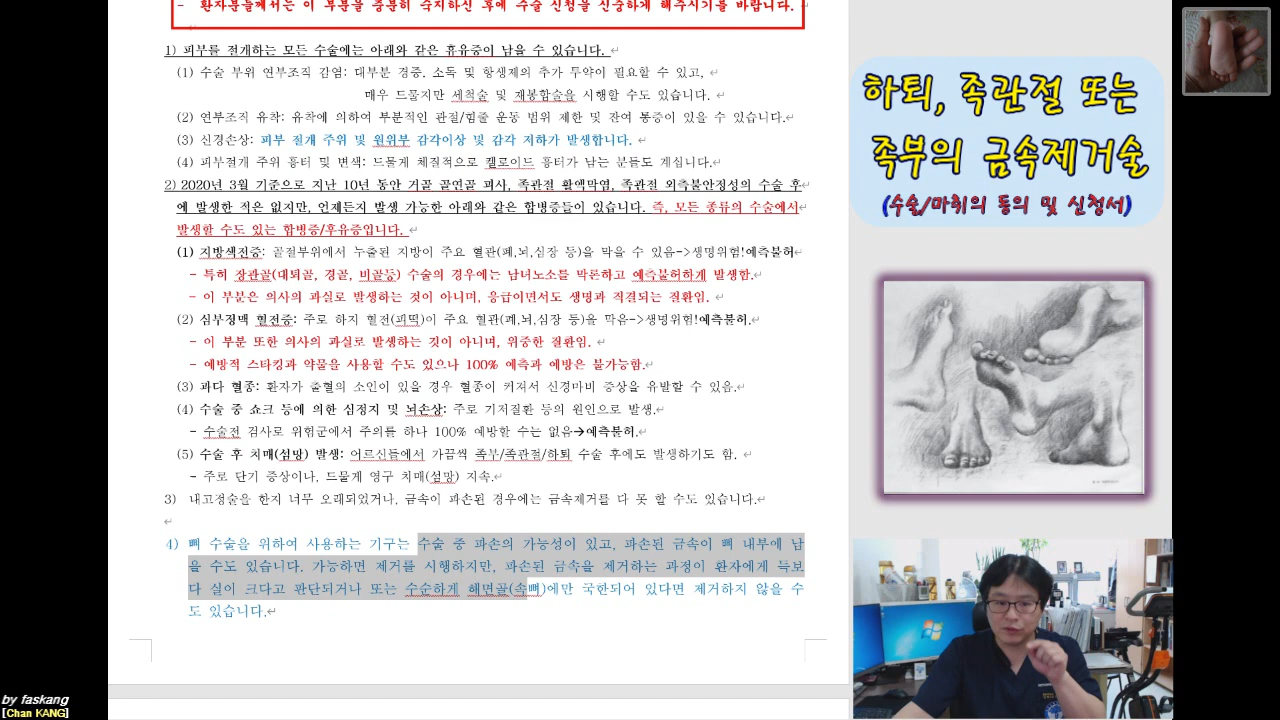 - 환자분들께서는 이 부분을 충분히 숙지하신 후에 수술 신청을 신중하게 해주시기를 바랍니다.
1) 피부를 절개하는 모든 수술에는 아래와 같은 휴유증이 남을 수 있습니다.
(1) 수술 부위 연부조직 감염: 대부분 경증. 소독 및 항생제의 추가 투약이 필요할 수 있고,
매우 드물지만 세척술 및 재봉합술을 시행할 수도 있습니다.
(2) 연부조직 유착: 유착에 의하여 부분적인 관절/힘줄 운동 범위 제한 및 잔여 통증이 있을 수 있습니다.
(3) 신경손상: 피부 절개 주위 및 원위부 감각이상 및 감각 저하가 발생합니다.
(4) 피부절개 주위 흉터 및 변색: 드물게 체질적으로 켈로이드 흉터가 남는 분들도 계십니다.
2) 2020년 3월 기준으로 지난 10년 동안 거골 골연골 괴사, 족관절 활액막염, 족관절 외측불안정성의 수술 후
에 발생한 적은 없지만, 언제든지 발생 가능한 아래와 같은 합병증들이 있습니다. 즉, 모든 종류의 수술에서
발생할 수도 있는 합병증/후유증입니다.
(1) 지방색전증: 골절부위에서 누출된 지방이 주요 혈관(폐,뇌,심장 등)을 막을 수 있음->생명위험!예측불허
- 특히 장관골(대퇴골, 경골, 비골등) 수술의 경우에는 남녀노소를 막론하고 예측불허하게 발생함.
- 이 부분은 의사의 과실로 발생하는 것이 아니며, 응급이면서도 생명과 직결되는 질환임.
(2) 심부정맥 혈전증: 주로 하지 혈전(피떡)이 주요 혈관(폐,뇌,심장 등)을 막음->생명위험!예측불허.
- 이 부분 또한 의사의 과실로 발생하는 것이 아니며, 위중한 질환임.
- 예방적 스타킹과 약물을 사용할 수도 있으나 100% 예측과 예방은 불가능함.
(3) 과다 혈종: 환자가 출혈의 소인이 있을 경우 혈종이 커져서 신경마비 증상을 유발할 수 있음.
(4) 수술 중 쇼크 등에 의한 심정지 및 뇌손상: 주로 기저질환 등의 원인으로 발생.
- 수술전 검사로 위험군에서 주의를 하나 100% 예방할 수는 없음→예측불허.
(5) 수술 후 치매(섬망) 발생: 어르신들에서 가끔씩 족부/족관절/하퇴 수술 후에도 발생하기도 함.
- 주로 단기 증상이나, 드물게 영구 치매(섬망) 지속.
3) 내고정술을 한지 너무 오래되었거나, 금속이 파손된 경우에는 금속제거를 다 못 할 수도 있습니다.
4) 뼈 수술을 위하여 사용하는 기구는 수술 중 파손의 가능성이 있고, 파손된 금속이 뼈 내부에 남
을 수도 있습니다. 가능하면 제거를 시행하지만, 파손된 금속을 제거하는 과정이 환자에게 득보
다 실이 크다고 판단되거나 또는 수순하게 해면골(속뼈)에만 국한되어 있다면 제거하지 않을 수
도 있습니다.
하퇴, 족관절 또는
족부의 금속제거술
(수술/마취의 동의 및 신청서)
by faskang
[Chan KANG]